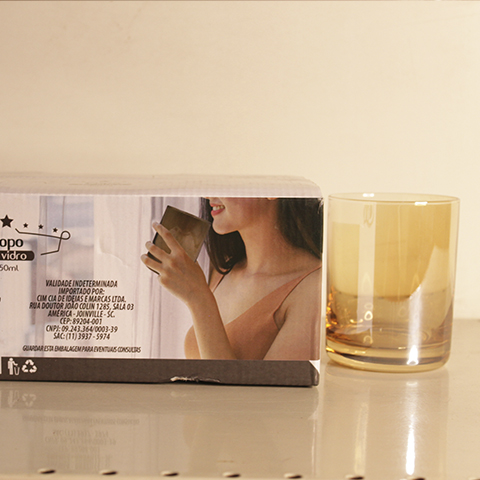 opo
vidro
50ml
VALIDADE INDETERMINADA
IMPORTADO POR:
CIM CIA DE IDÉIAS E MARCAS LTDA.
RUA DOUTOR JOÃO COLIN 1285, SALA 03
AMÉRICA - JOINVILLE - SC.
CEP: 89204-001
CNPJ: 09.243.364/0003-39
SAC: (11) 3937 - 5974
GUARDAR ESTA EMBALAGEM PARA EVENTUAIS CONSULTAS